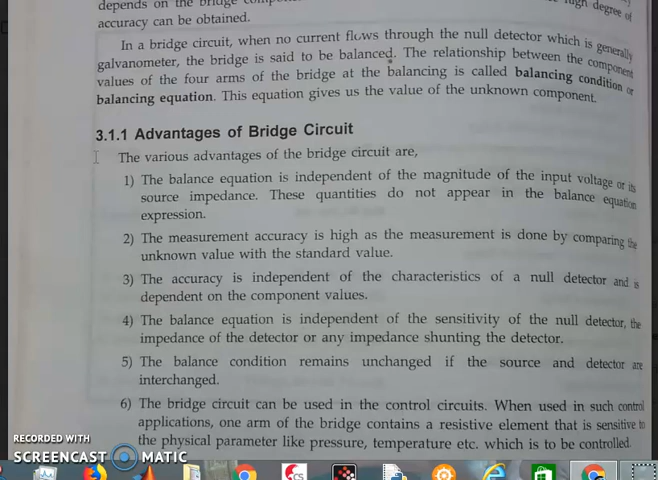 depends on the bridge
high degree of
accuracy can be obtained.
In a bridge circuit, when no current flows through the null detector which is generally
galvanometer, the bridge is said to be balanced. The relationship between the component
values of the four arms of the bridge at the balancing is called balancing condition or
balancing equation. This equation gives us the value of the unknown component.
3.1.1 Advantages of Bridge Circuit
The various advantages of the bridge circuit are,
1) The balance equation is independent of the magnitude of the input voltage or its
source impedance. These quantities do not appear in the balance equation
expression.
2) The measurement accuracy is high as the measurement is done by comparing the
unknown value with the standard value.
3) The accuracy is independent of the characteristics of a null detector and is
dependent on the component values.
4) The balance equation is independent of the sensitivity of the null detector, the
impedance of the detector or any impedance shunting the detector.
5) The balance condition remains unchanged if the source and detector are
interchanged.
6) The bridge circuit can be used in the control circuits. When used in such control
applications, one arm of the bridge contains a resistive element that is sensitive to
the physical parameter like pressure, temperature etc. which is to be controlled.
RECORDED WITH
SCREENCAST MATIC